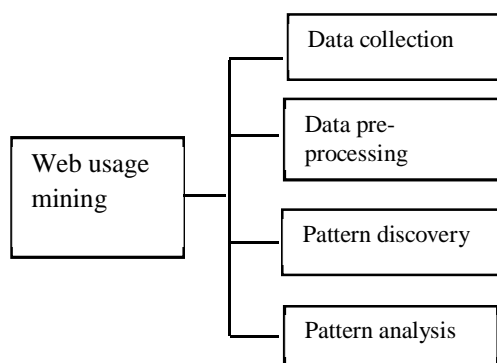 Data collection
Data pre-
processing
Web usage
mining
Pattern discovery
Pattern analysis